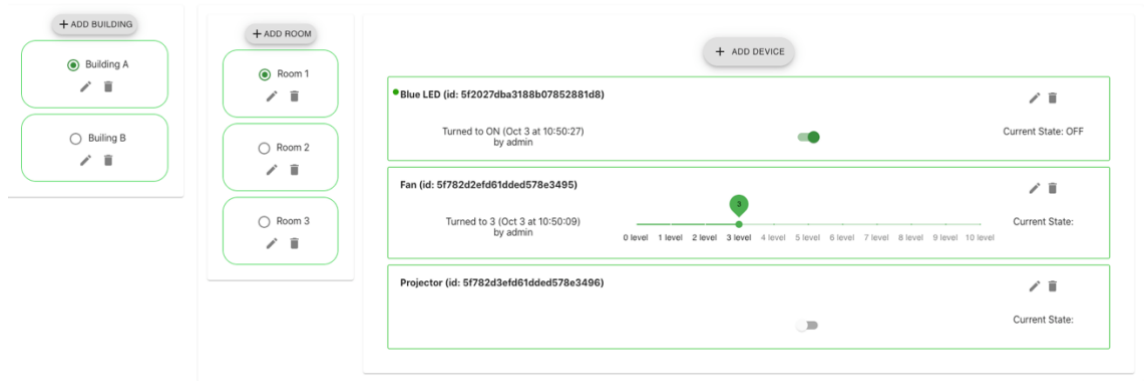 + ADD BUILDING
Building A
Builing B
+ ADD ROOM
Room 1
Room 2
Room 3
+ ADD DEVICE
Blue LED (id: 5f2027dba3188b07852881d8)
Turned to ON (Oct 3 at 10:50:27)
by admin
Current State: OFF
Fan (id: 5f782d2efd61dded578e3495)
3
Turned to 3 (Oct 3 at 10:50:09)
by admin
0 level 1 level 2 level 3 level 4 level 5 level 6 level 7 level 8 level 9 level 10 level
Current State:
Projector (id: 5f782d3efd61dded578e3496)
Current State: